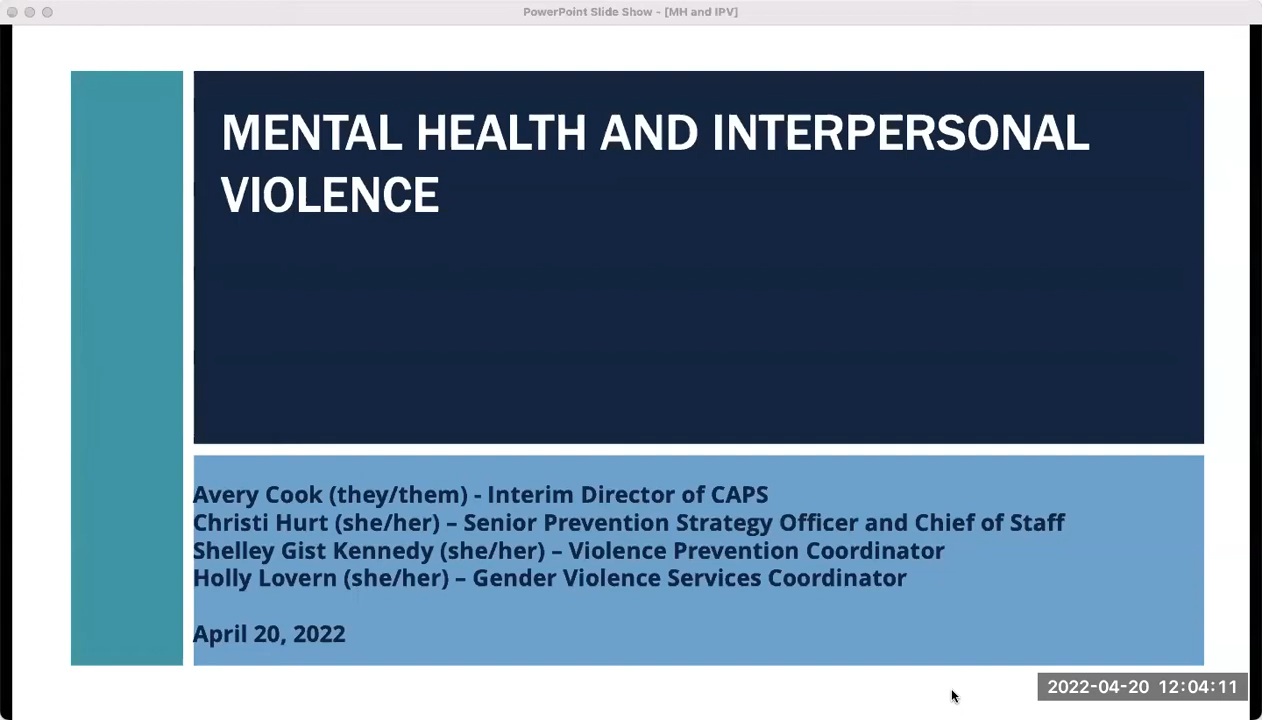 PowerPoint Slide Show - [MH and IPV]
MENTAL HEALTH AND INTERPERSONAL
VIOLENCE
Avery Cook (they/them) - Interim Director of CAPS
Christi Hurt (she/her) – Senior Prevention Strategy Officer and Chief of Staff
Shelley Gist Kennedy (she/her) – Violence Prevention Coordinator
Holly Lovern (she/her) – Gender Violence Services Coordinator
April 20, 2022
2022-04-20 12:04:11